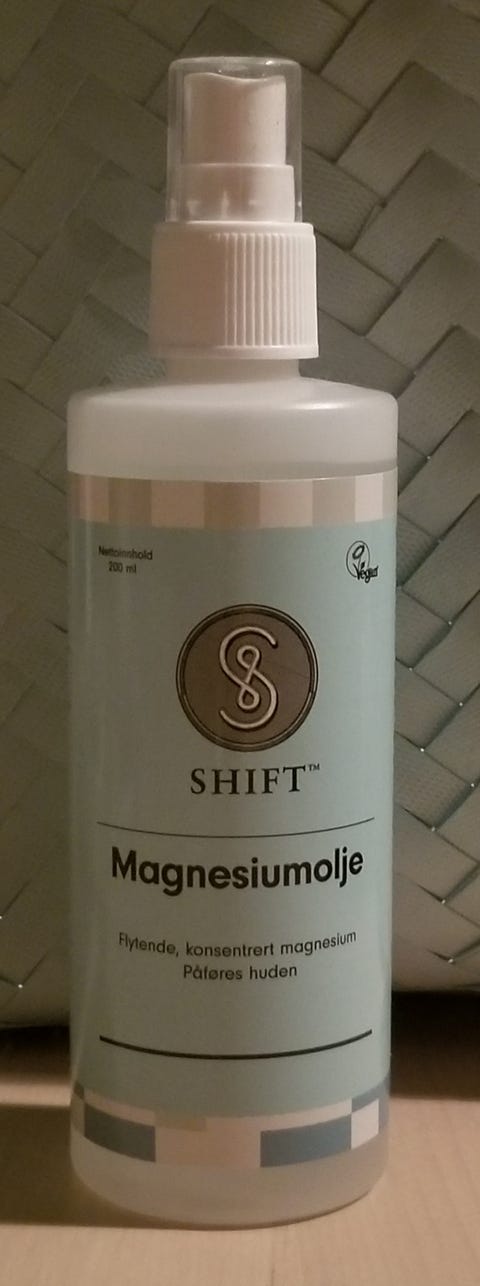 Nettoinnhold
200 ml
Vegan
SHIFT™
Magnesiumolje
Flytende, konsentrert magnesium
Påføres huden